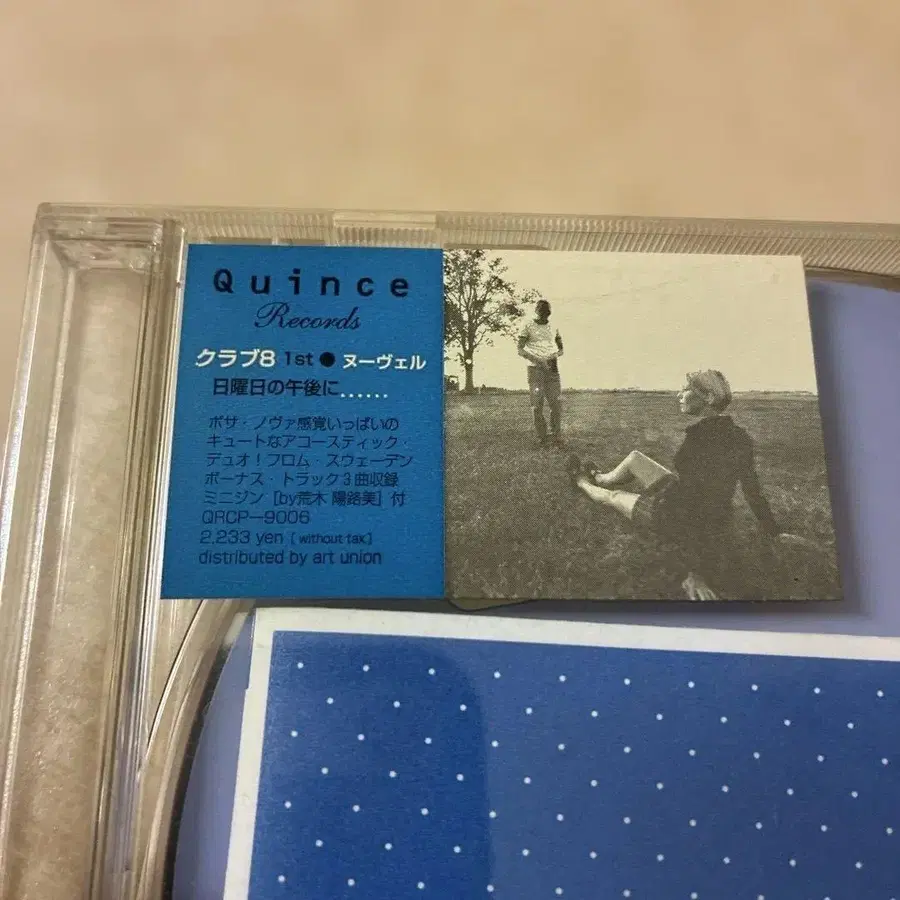 Quince
Records
クラブ8 1st ● ヌーヴェル
日曜日の午後に……
ボサ・ノヴァ感覚いっぱいの
キュートなアコースティック・
デュオ！フロム・スウェーデン
ボーナス・トラック3曲収録
ミニジン［by荒木 陽路美］付
QRCP－9006
2,233 yen [ without tax ]
distributed by art union